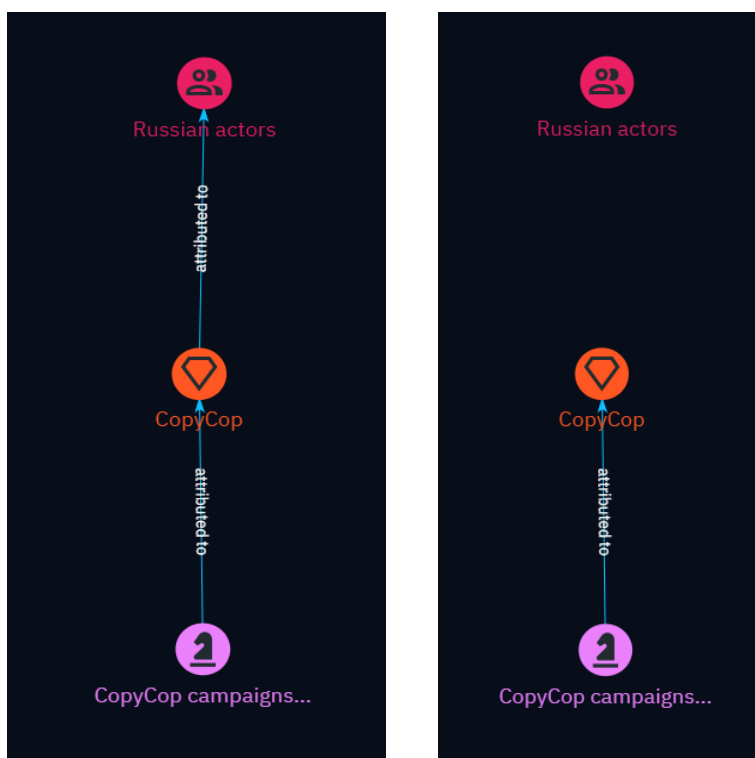 Russian actors
attributed to
CopyCop
attributed to
CopyCop campaigns...
Russian actors
CopyCop
attributed to
CopyCop campaigns...